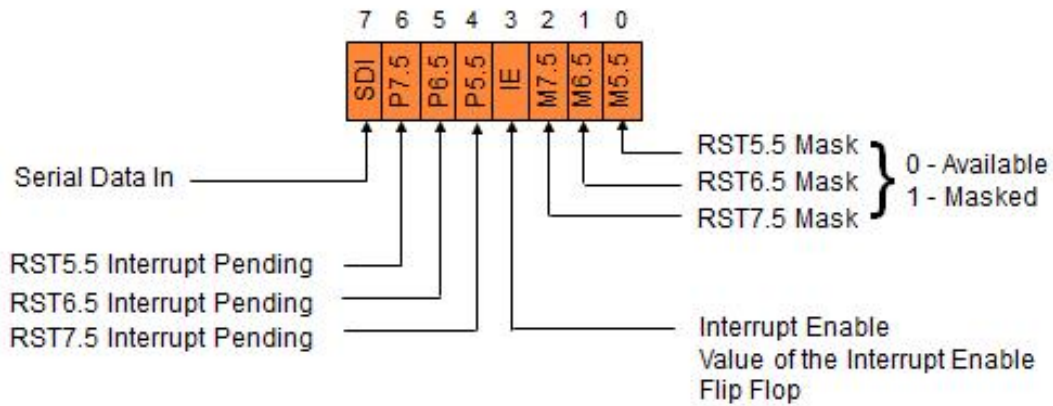 7 6 5 4 3 2 1 0
SDI P7.5 P6.5 P5.5 IE M7.5 M6.5 M5.5
Serial Data In
RST5.5 Interrupt Pending
RST6.5 Interrupt Pending
RST7.5 Interrupt Pending
RST5.5 Mask
RST6.5 Mask
RST7.5 Mask
}
0 - Available
1 - Masked
Interrupt Enable
Value of the Interrupt Enable
Flip Flop